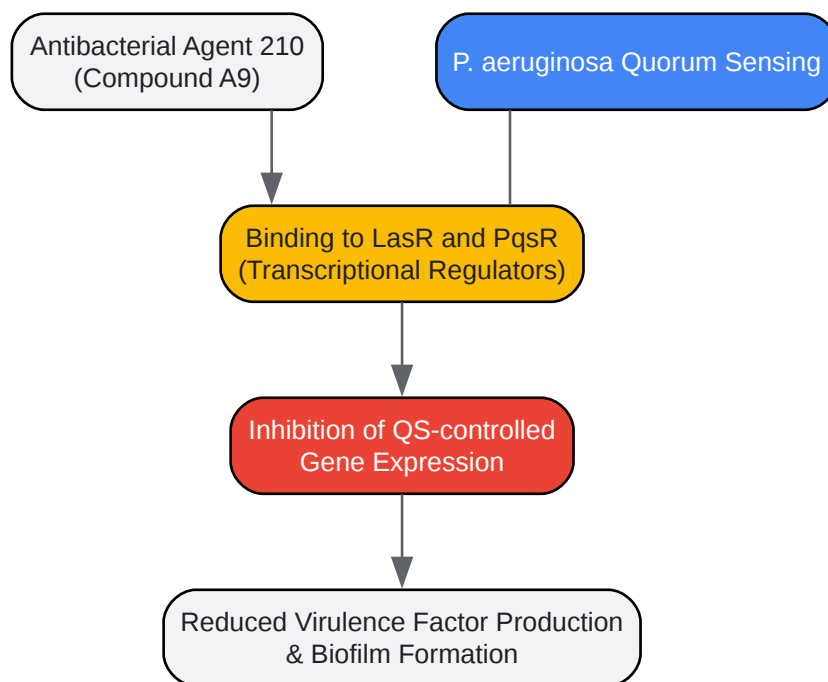 Antibacterial Agent 210
(Compound A9)
P. aeruginosa Quorum Sensing
Binding to LasR and PqsR
(Transcriptional Regulators)
Inhibition of QS-controlled
Gene Expression
Reduced Virulence Factor Production
& Biofilm Formation